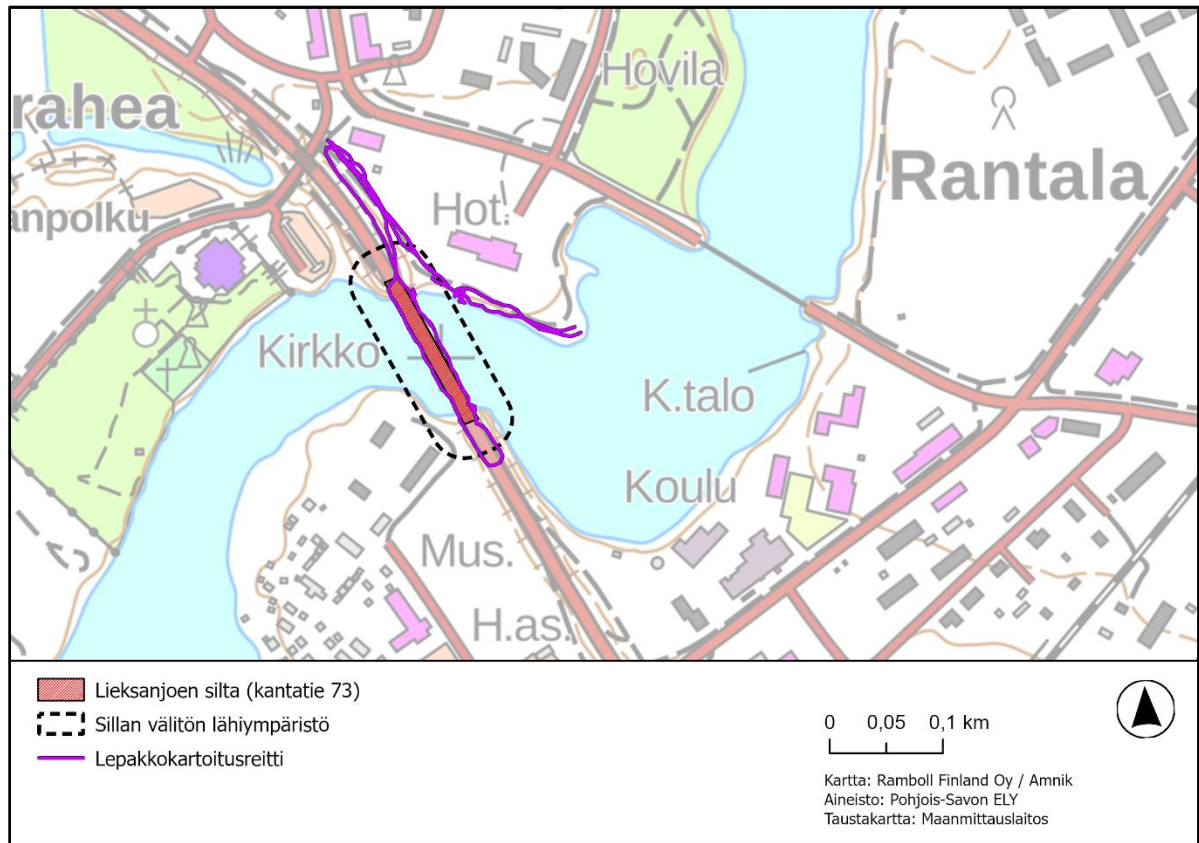 Hovila
rahea
Rantala
anpolku
Hot.
Kirkko
K.talo
Koulu
Mus.
H.as.
Lieksanjoen silta (kantatie 73)
Sillan välitön lähiympäristö
Lepakkokartoitusreitti
0 0,05 0,1 km
Kartta: Ramboll Finland Oy / Amnik
Aineisto: Pohjois-Savon ELY
Taustakartta: Maanmittauslaitos